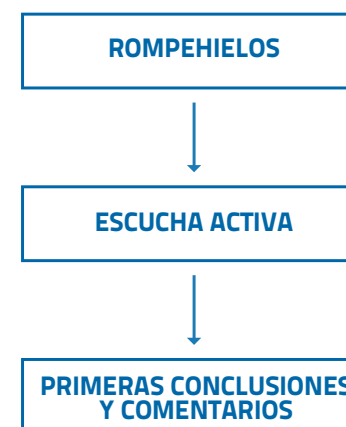 ROMPEHIELOS
ESCUCHA ACTIVA
PRIMERAS CONCLUSIONES
Y COMENTARIOS